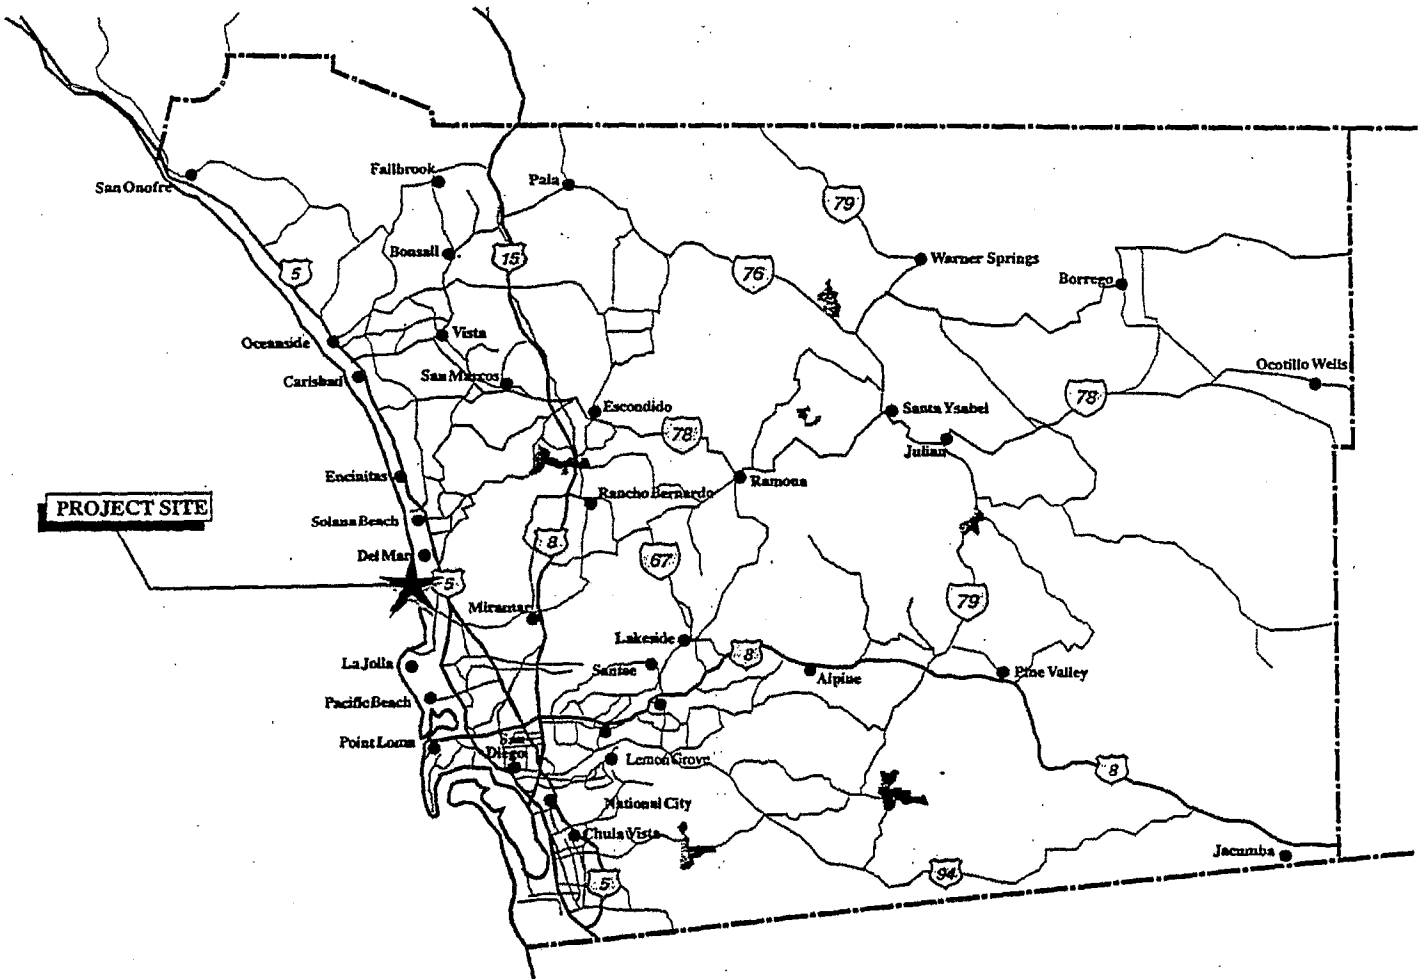 Fallbrook
Pala
San Onofre
79
Bonsall
15
Warner Springs
5
76
Borrego
Vista
Oceanside
Ocotillo Wells
San Marcos
Carlsbad
78
Escondido
Santa Ysabel
78
Julian
Encinitas
Ramona
Rancho Bernardo
PROJECT SITE
Solana Beach
8
Del Mar
67
5
79
Miramar
Lakeside
8
La Jolla
Santee
Pine Valley
Alpine
Pacific Beach
Point Loma
San
Diego
Lemon Grove
8
National City
Chula Vista
Jacumba
94
5